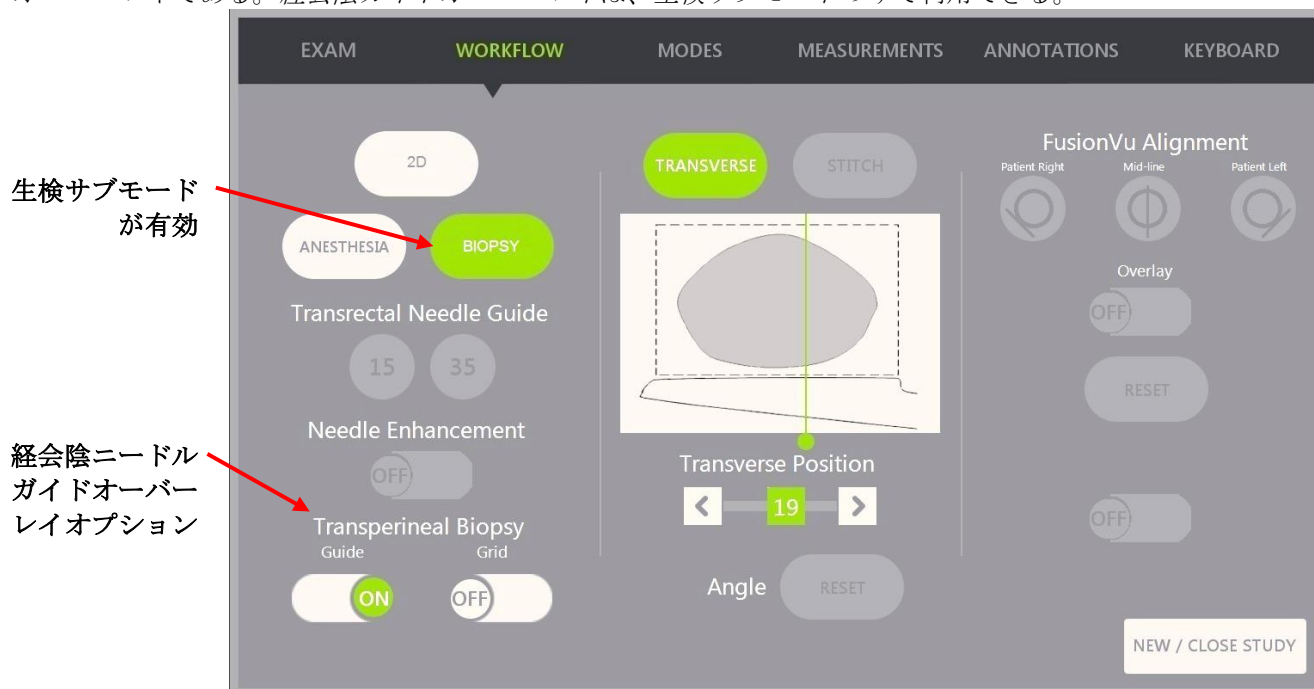 EXAM WORKFLOW MODES MEASUREMENTS ANNOTATIONS KEYBOARD
生検サブモード
が有効
2D
ANESTHESIA BIOPSY
Transrectal Needle Guide
15 35
Needle Enhancement
OFF
経会陰ニードル
ガイドオーバー
レイオプション
Transperineal Biopsy
Guide Grid
ON OFF
TRANSVERSE STITCH
Transverse Position
< 19 >
Angle RESET
FusionVu Alignment
Patient Right Mid-line Patient Left
Overlay
OFF
RESET
OFF
NEW / CLOSE STUDY